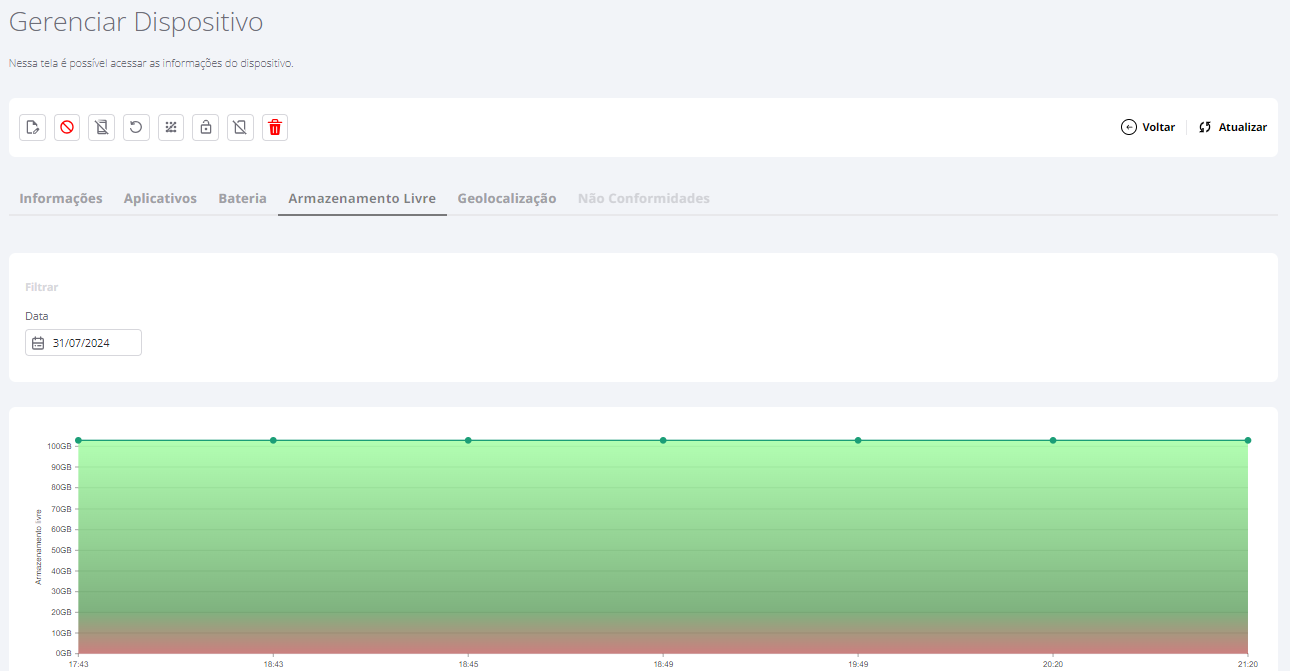 Gerenciar Dispositivo
Nessa tela é possível acessar as informações do dispositivo.
Voltar Atualizar
Informações Aplicativos Bateria Armazenamento Livre Geolocalização Não Conformidades
Filtrar
Data
31/07/2024
100GB
90GB
80GB
70GB
60GB
50GB
40GB
30GB
20GB
10GB
0GB
Armazenamento livre
17:43 18:43 18:45 18:49 19:49 20:20 21:20